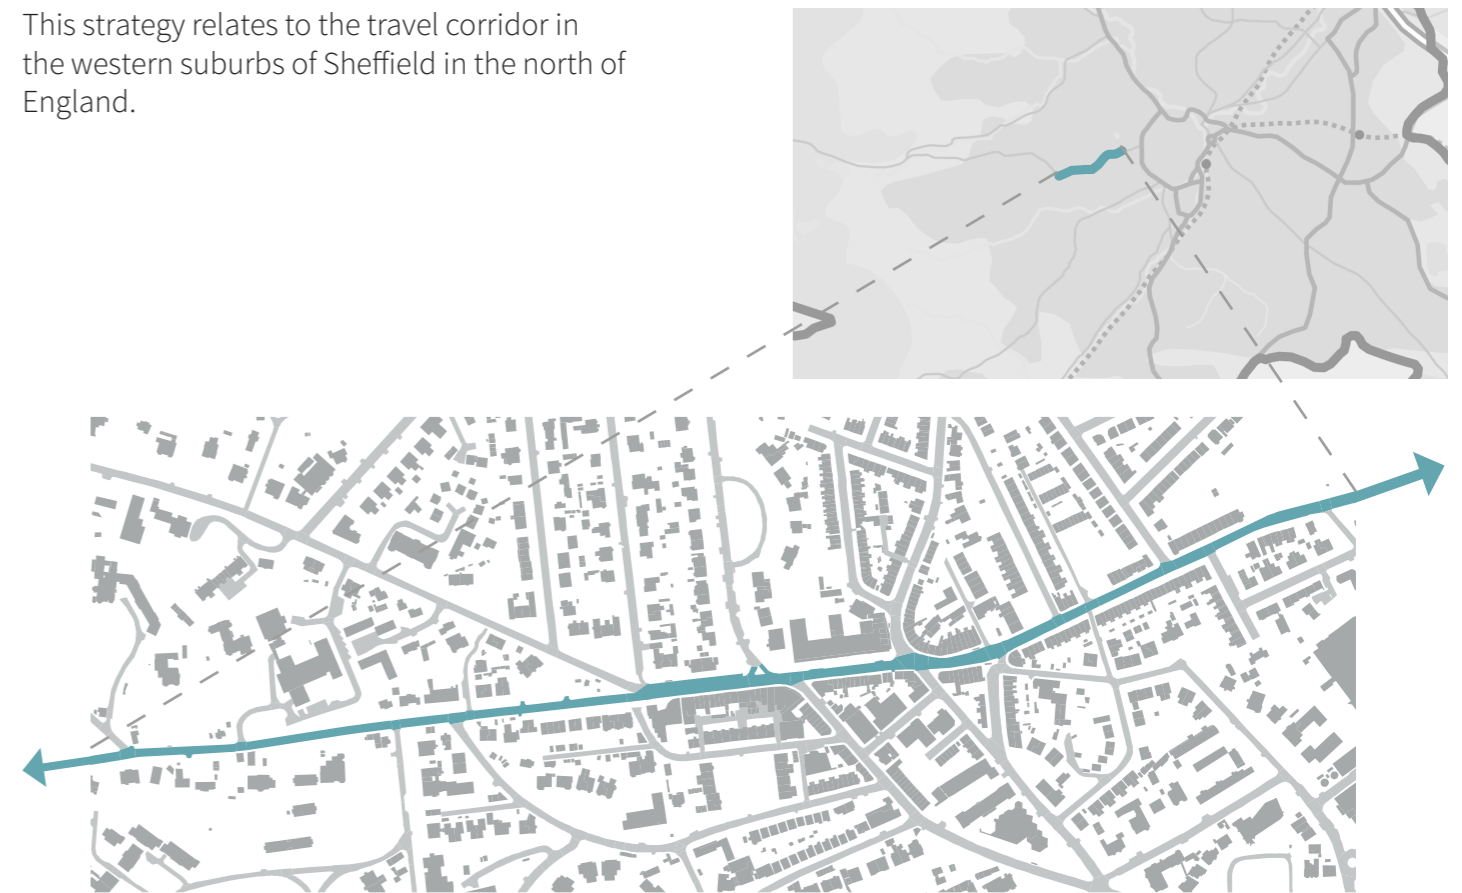 This strategy relates to the travel corridor in
the western suburbs of Sheffield in the north of
England.